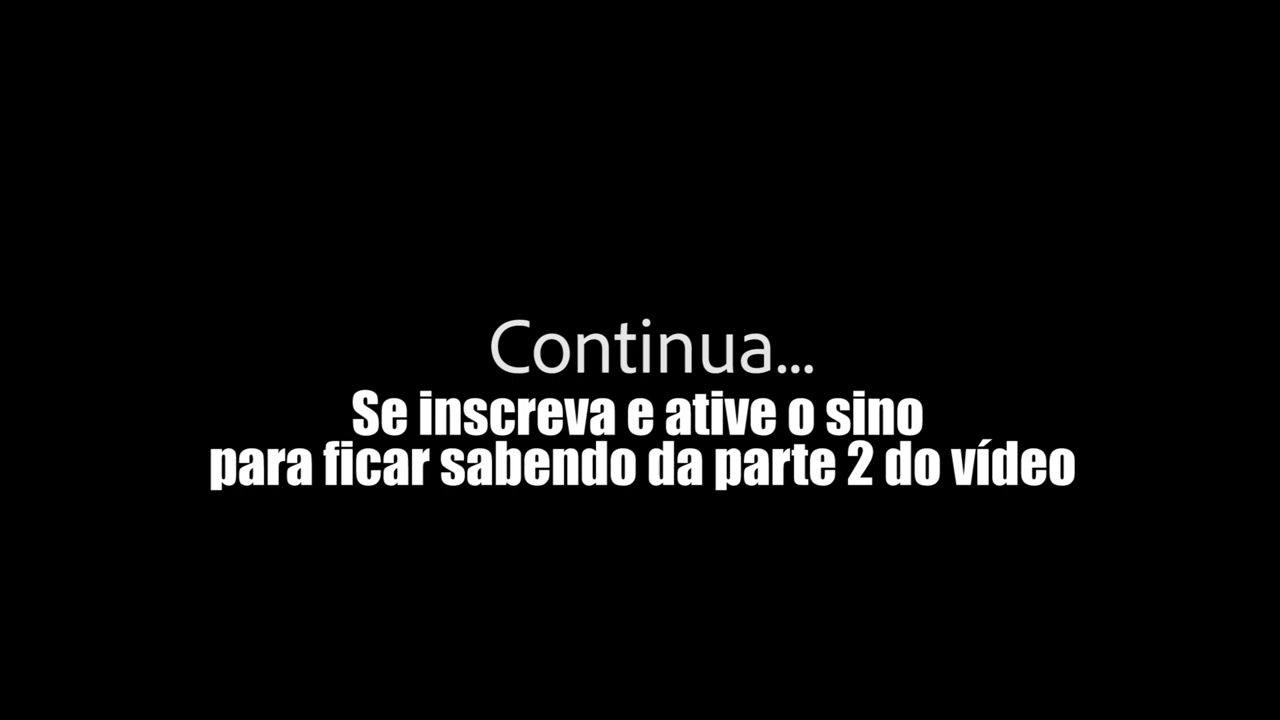 Continua...
Se inscreva e ative o sino
para ficar sabendo da parte 2 do vídeo